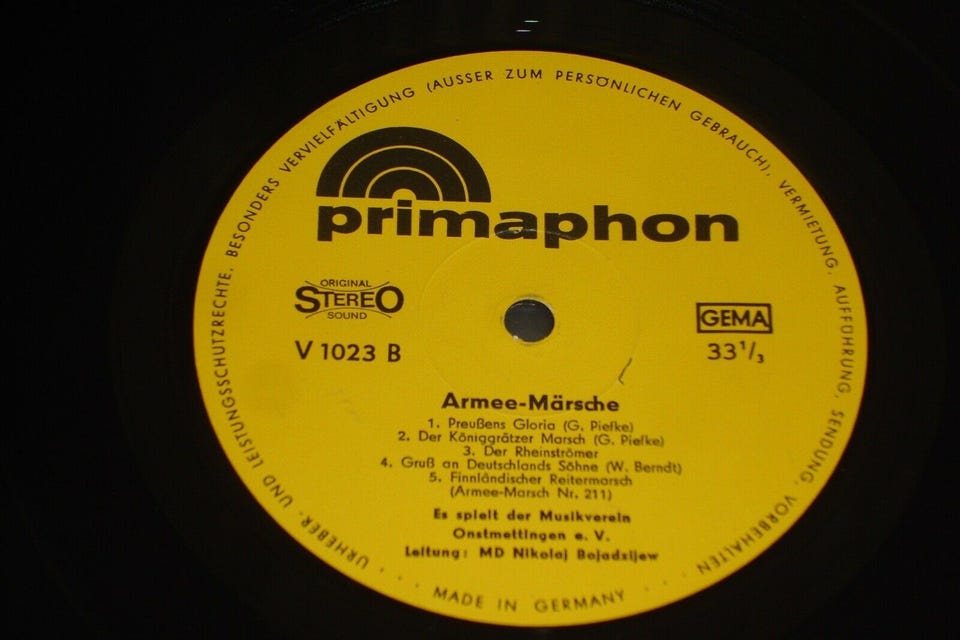 URHEBER- UND LEISTUNGSSCHUTZRECHTE, BESONDERS VERVIELFÄLTIGUNG (AUSSER ZUM PERSÖNLICHEN GEBRAUCH), VERMIETUNG, AUFFÜHRUNG, SENDUNG, VORBEHALTEN
primaphon
ORIGINAL
STEREO
SOUND
V 1023 B
GEMA
33 1/3
Armee-Märsche
1. Preußens Gloria (G. Piefke)
2. Der Königgrätzer Marsch (G. Piefke)
3. Der Rheinströmer
4. Gruß an Deutschlands Söhne (W. Berndt)
5. Finnländischer Reitermarsch
(Armee-Marsch Nr. 211)
Es spielt der Musikverein
Onstmettingen e. V.
Leitung: MD Nikolaj Bojadsijew
MADE IN GERMANY